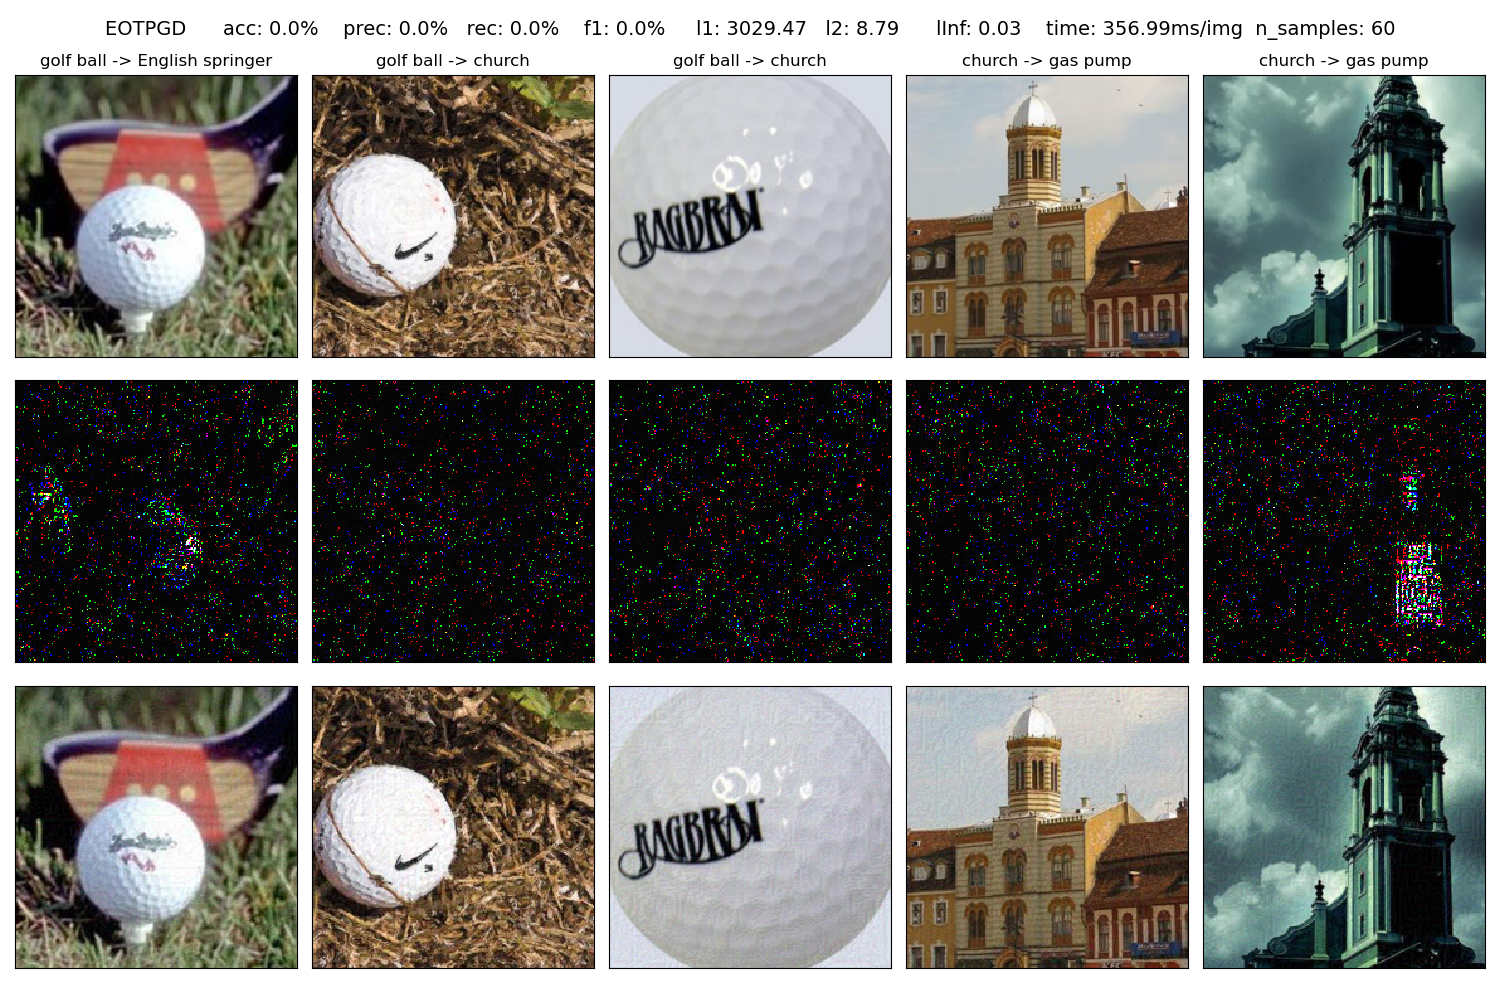 EOTPGD acc: 0.0% prec: 0.0% rec: 0.0% f1: 0.0% l1: 3029.47 l2: 8.79 lInf: 0.03 time: 356.99ms/img n_samples: 60
golf ball -> English springer
golf ball -> church
golf ball -> church
church -> gas pump
church -> gas pump
RAGBRAI
RAGBRAI